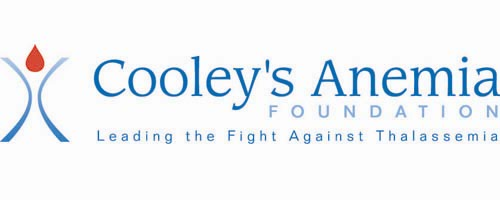 Cooley's Anemia
FOUNDATION
Leading the Fight Against Thalassemia